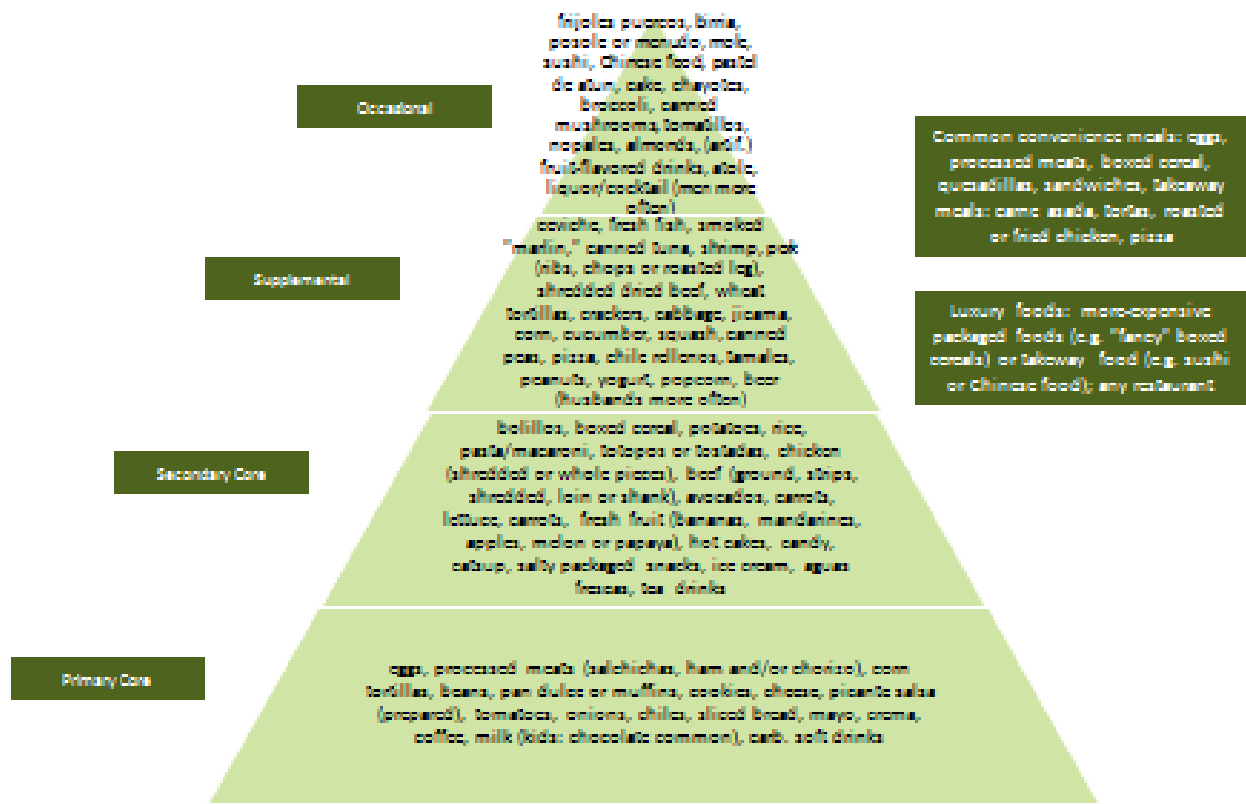 frijoles puercos, birria,
posole or menudo, mole,
sushi, Chinese food, pastel
de atun, cake, chayotes,
broccoli, canned
mushrooms, tomatillos,
nopales, almonds, (artif.)
fruit-flavored drinks, atole,
liquor/cocktail (men more
often)
Occasional
Common convenience meals: eggs,
processed meats, boxed cereal,
quesadillas, sandwiches, takeaway
meals: carne asada, tortas, roasted
or fried chicken, pizza
ceviche, fresh fish, smoked
"marlin," canned tuna, shrimp, pork
(ribs, chops or roasted leg),
shredded dried beef, wheat
tortillas, crackers, cabbage, jicama,
corn, cucumber, squash, canned
peas, pizza, chile rellenos, tamales,
peanuts, yogurt, popcorn, beer
(husbands more often)
Supplemental
Luxury foods: more-expensive
packaged foods (e.g. "fancy" boxed
cereals) or takeway food (e.g. sushi
or Chinese food); any restaurant
bolillos, boxed cereal, potatoes, rice,
pasta/macaroni, totopos or tostadas, chicken
(shredded or whole pieces), beef (ground, strips,
shredded, loin or shank), avocados, carrots,
lettuce, carrots, fresh fruit (bananas, mandarines,
apples, melon or papaya), hot cakes, candy,
catsup, salty packaged snacks, ice cream, aguas
frescas, tea drinks
Secondary Core
eggs, processed meats (salchichas, ham and/or chorizo), corn
tortillas, beans, pan dulce or muffins, cookies, cheese, picante salsa
(prepared), tomatoes, onions, chiles, sliced bread, mayo, crema,
coffee, milk (kids: chocolate common), carb. soft drinks
Primary Core